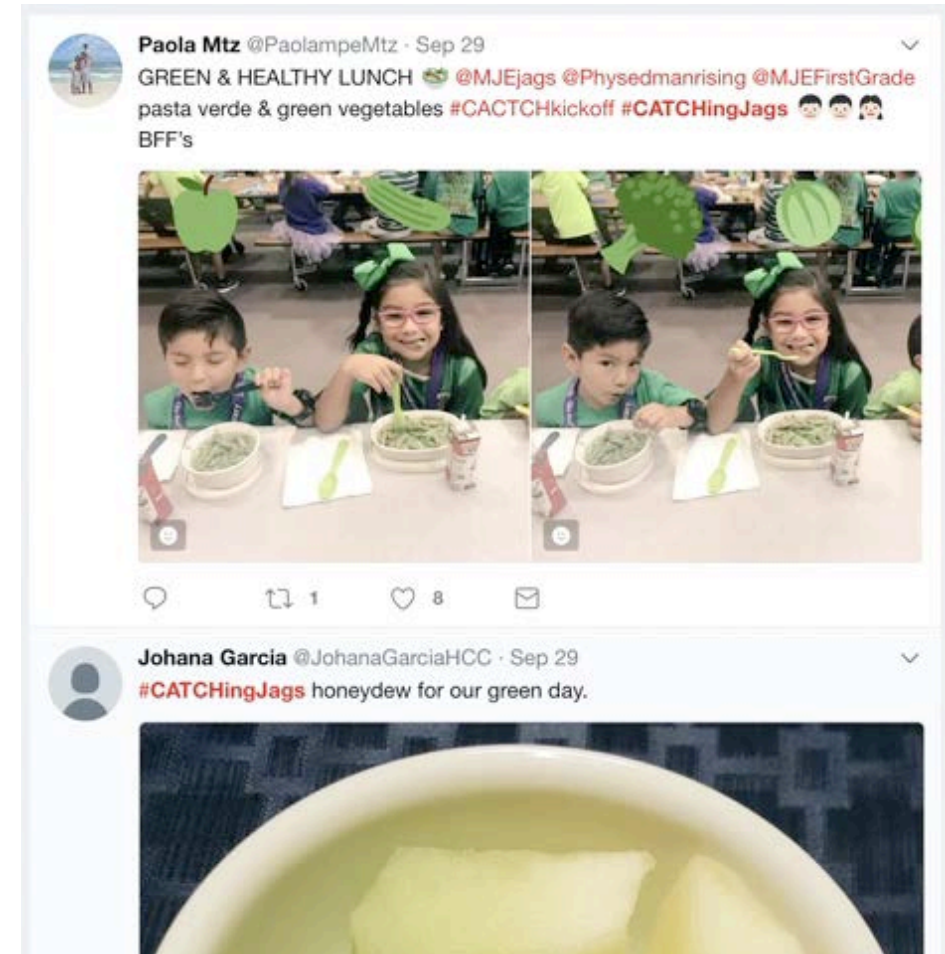 Paola Mtz @PaolampeMtz · Sep 29
GREEN & HEALTHY LUNCH 🥗 @MJEjags @Physedmanrising @MJEFirstGrade
pasta verde & green vegetables #CACTCHkickoff #CATCHingJags 👦🏻👦🏻👧🏻
BFF's
1 8
Johana Garcia @JohanaGarciaHCC · Sep 29
#CATCHingJags honeydew for our green day.